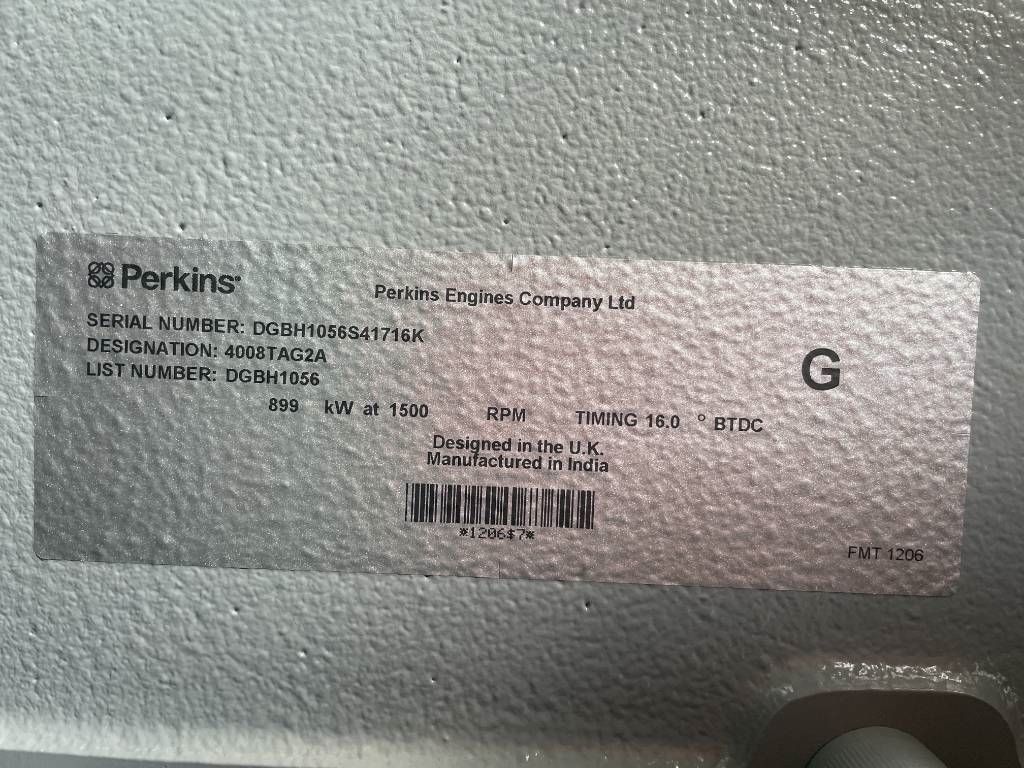 Perkins
Perkins Engines Company Ltd
SERIAL NUMBER: DGBH1056S41716K
DESIGNATION: 4008TAG2A
LIST NUMBER: DGBH1056
G
899 kW at 1500 RPM TIMING 16.0 ° BTDC
Designed in the U.K.
Manufactured in India
*1206$7*
FMT 1206